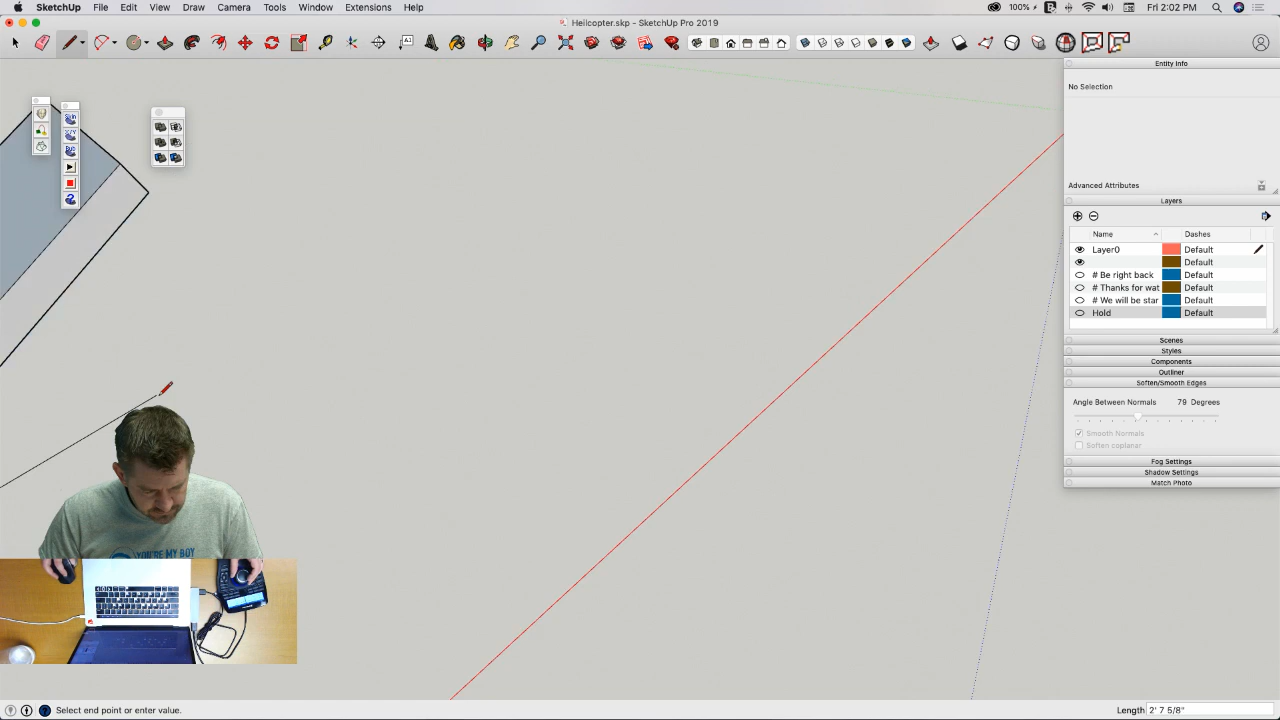 SketchUp File Edit View Draw Camera Tools Window Extensions Help
100% Fri 2:02 PM
Helicopter.skp - SketchUp Pro 2019
Entity Info
No Selection
Advanced Attributes
Layers
Name Dashes
Layer0 Default
Default
# Be right back Default
# Thanks for wat Default
# We will be star Default
Hold Default
Scenes
Styles
Components
Outliner
Soften/Smooth Edges
Angle Between Normals 79 Degrees
Smooth Normals
Soften coplanar
Fog Settings
Shadow Settings
Match Photo
YOU'RE MY BOY
Select end point or enter value.
Length 2' 7 5/8"